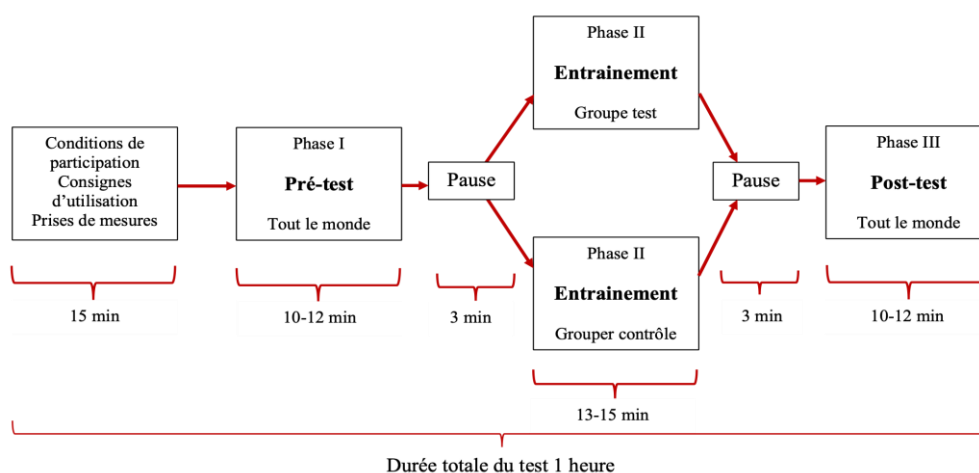 Conditions de
participation
Consignes
d'utilisation
Prises de mesures
15 min
Phase I
Pré-test
Tout le monde
10-12 min
Pause
3 min
Phase II
Entrainement
Groupe test
Phase II
Entrainement
Grouper contrôle
13-15 min
Pause
3 min
Phase III
Post-test
Tout le monde
10-12 min
Durée totale du test 1 heure